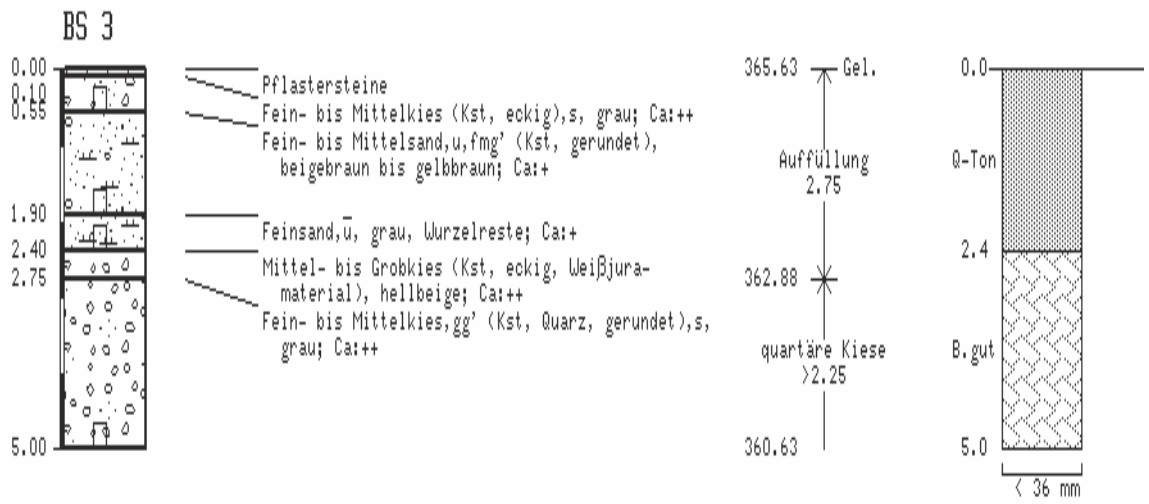 BS 3
0.00
0.10
0.55
1.90
2.40
2.75
5.00
Pflastersteine
Fein- bis Mittelkies (Kst, eckig),s, grau; Ca:++
Fein- bis Mittelsand,u,fmg' (Kst, gerundet),
beigebraun bis gelbbraun; Ca:+
Feinsand,ū, grau, Wurzelreste; Ca:+
Mittel- bis Grobkies (Kst, eckig, Weißjura-
material), hellbeige; Ca:++
Fein- bis Mittelkies,gg' (Kst, Quarz, gerundet),s,
grau; Ca:++
365.63 Gel.
Auffüllung
2.75
362.88
quartäre Kiese
>2.25
360.63
0.0
Q-Ton
2.4
B.gut
5.0
< 36 mm